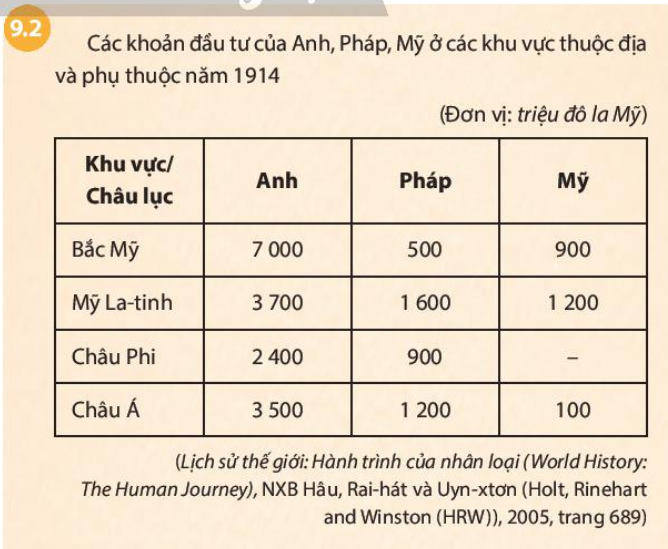 9.2
Các khoản đầu tư của Anh, Pháp, Mỹ ở các khu vực thuộc địa
và phụ thuộc năm 1914
(Đơn vị: triệu đô la Mỹ)
Khu vực/
Châu lục
Anh
Pháp
Mỹ
Bắc Mỹ 7 000 500 900
Mỹ La-tinh 3 700 1 600 1 200
Châu Phi 2 400 900 –
Châu Á 3 500 1 200 100
(Lịch sử thế giới: Hành trình của nhân loại (World History:
The Human Journey), NXB Hâu, Rai-hát và Uyn-xtơn (Holt, Rinehart
and Winston (HRW)), 2005, trang 689)